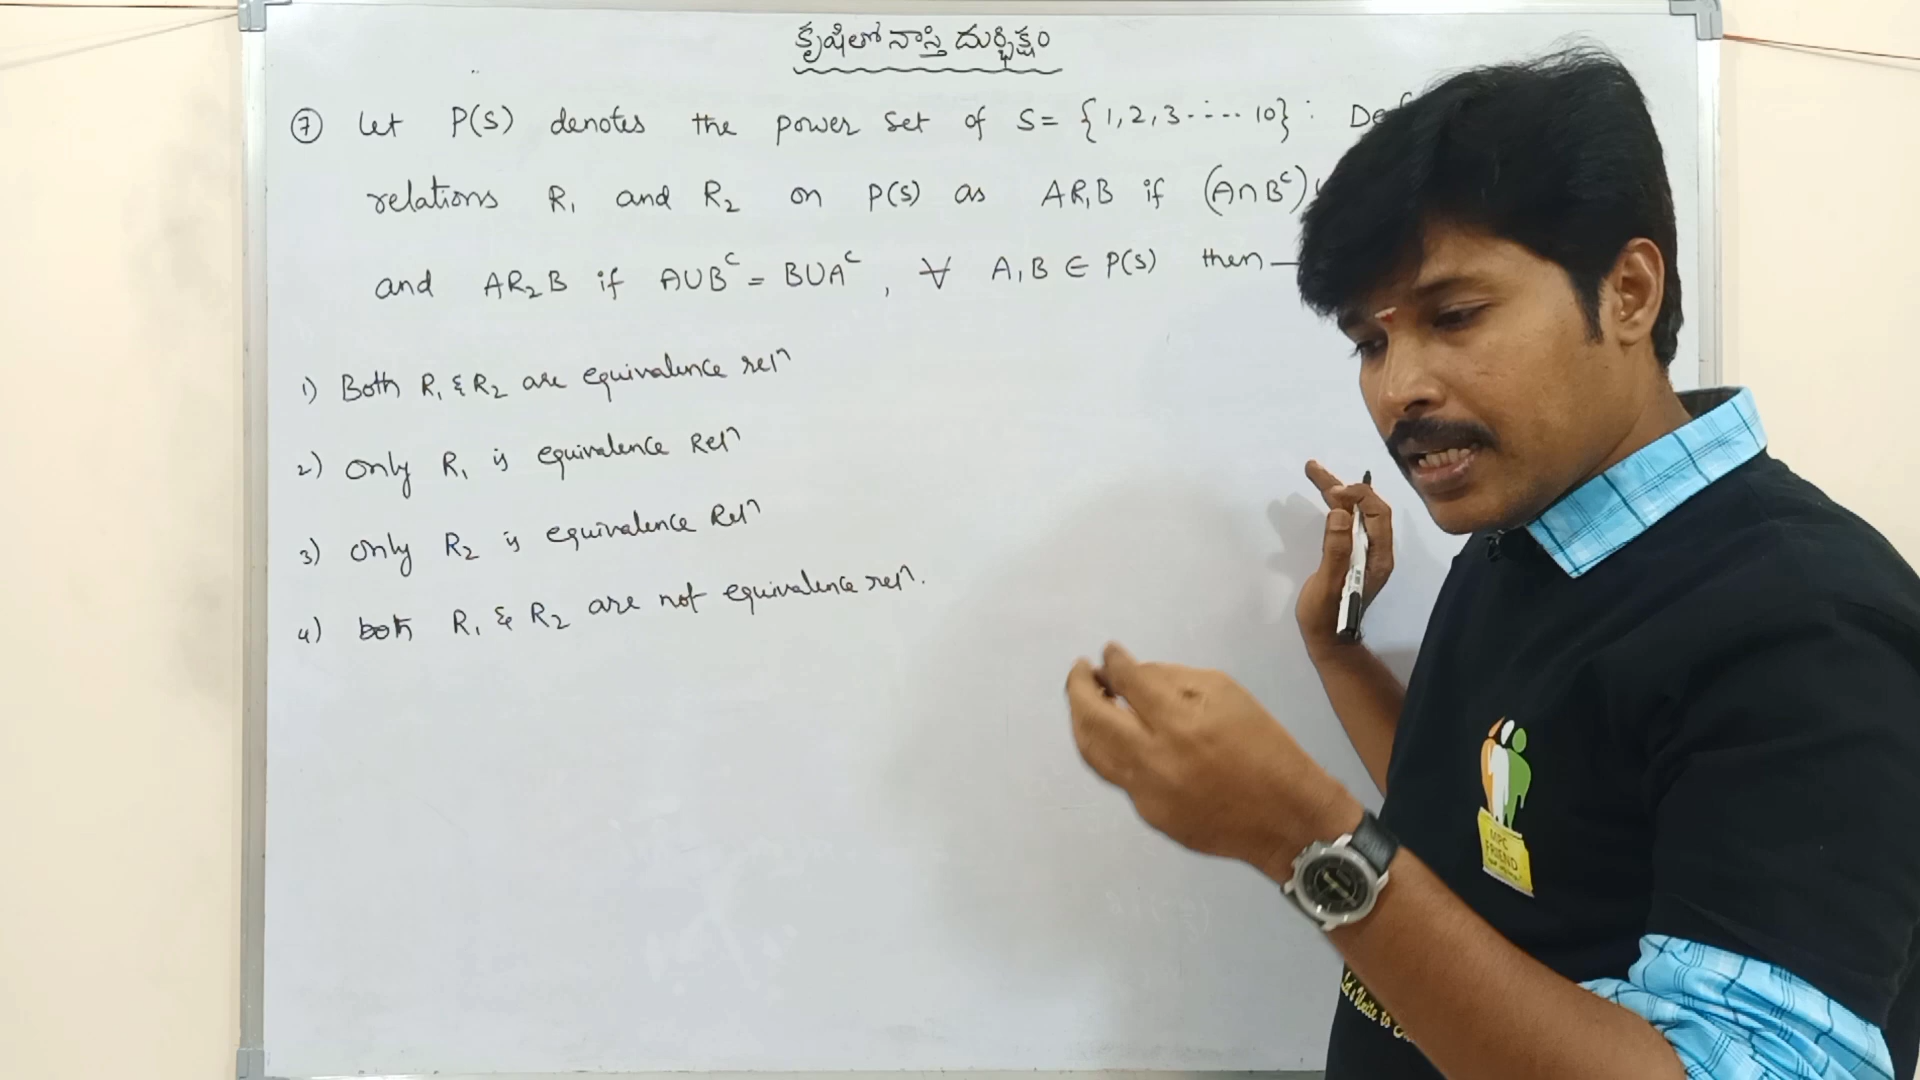 కృషితో నాస్తి దుర్భిక్షం
7 Let P(S) denotes the power set of S = {1,2,3.....10} : De
relations R₁ and R₂ on P(S) as AR₁B if (A∩Bᶜ)
and AR₂B if A∪Bᶜ = B∪Aᶜ , ∀ A,B ∈ P(S) then —
1) Both R₁ & R₂ are equivalence relⁿ
2) only R₁ is equivalence Relⁿ
3) only R₂ is equivalence Relⁿ
4) both R₁ & R₂ are not equivalence relⁿ.
MPC
FRIEND